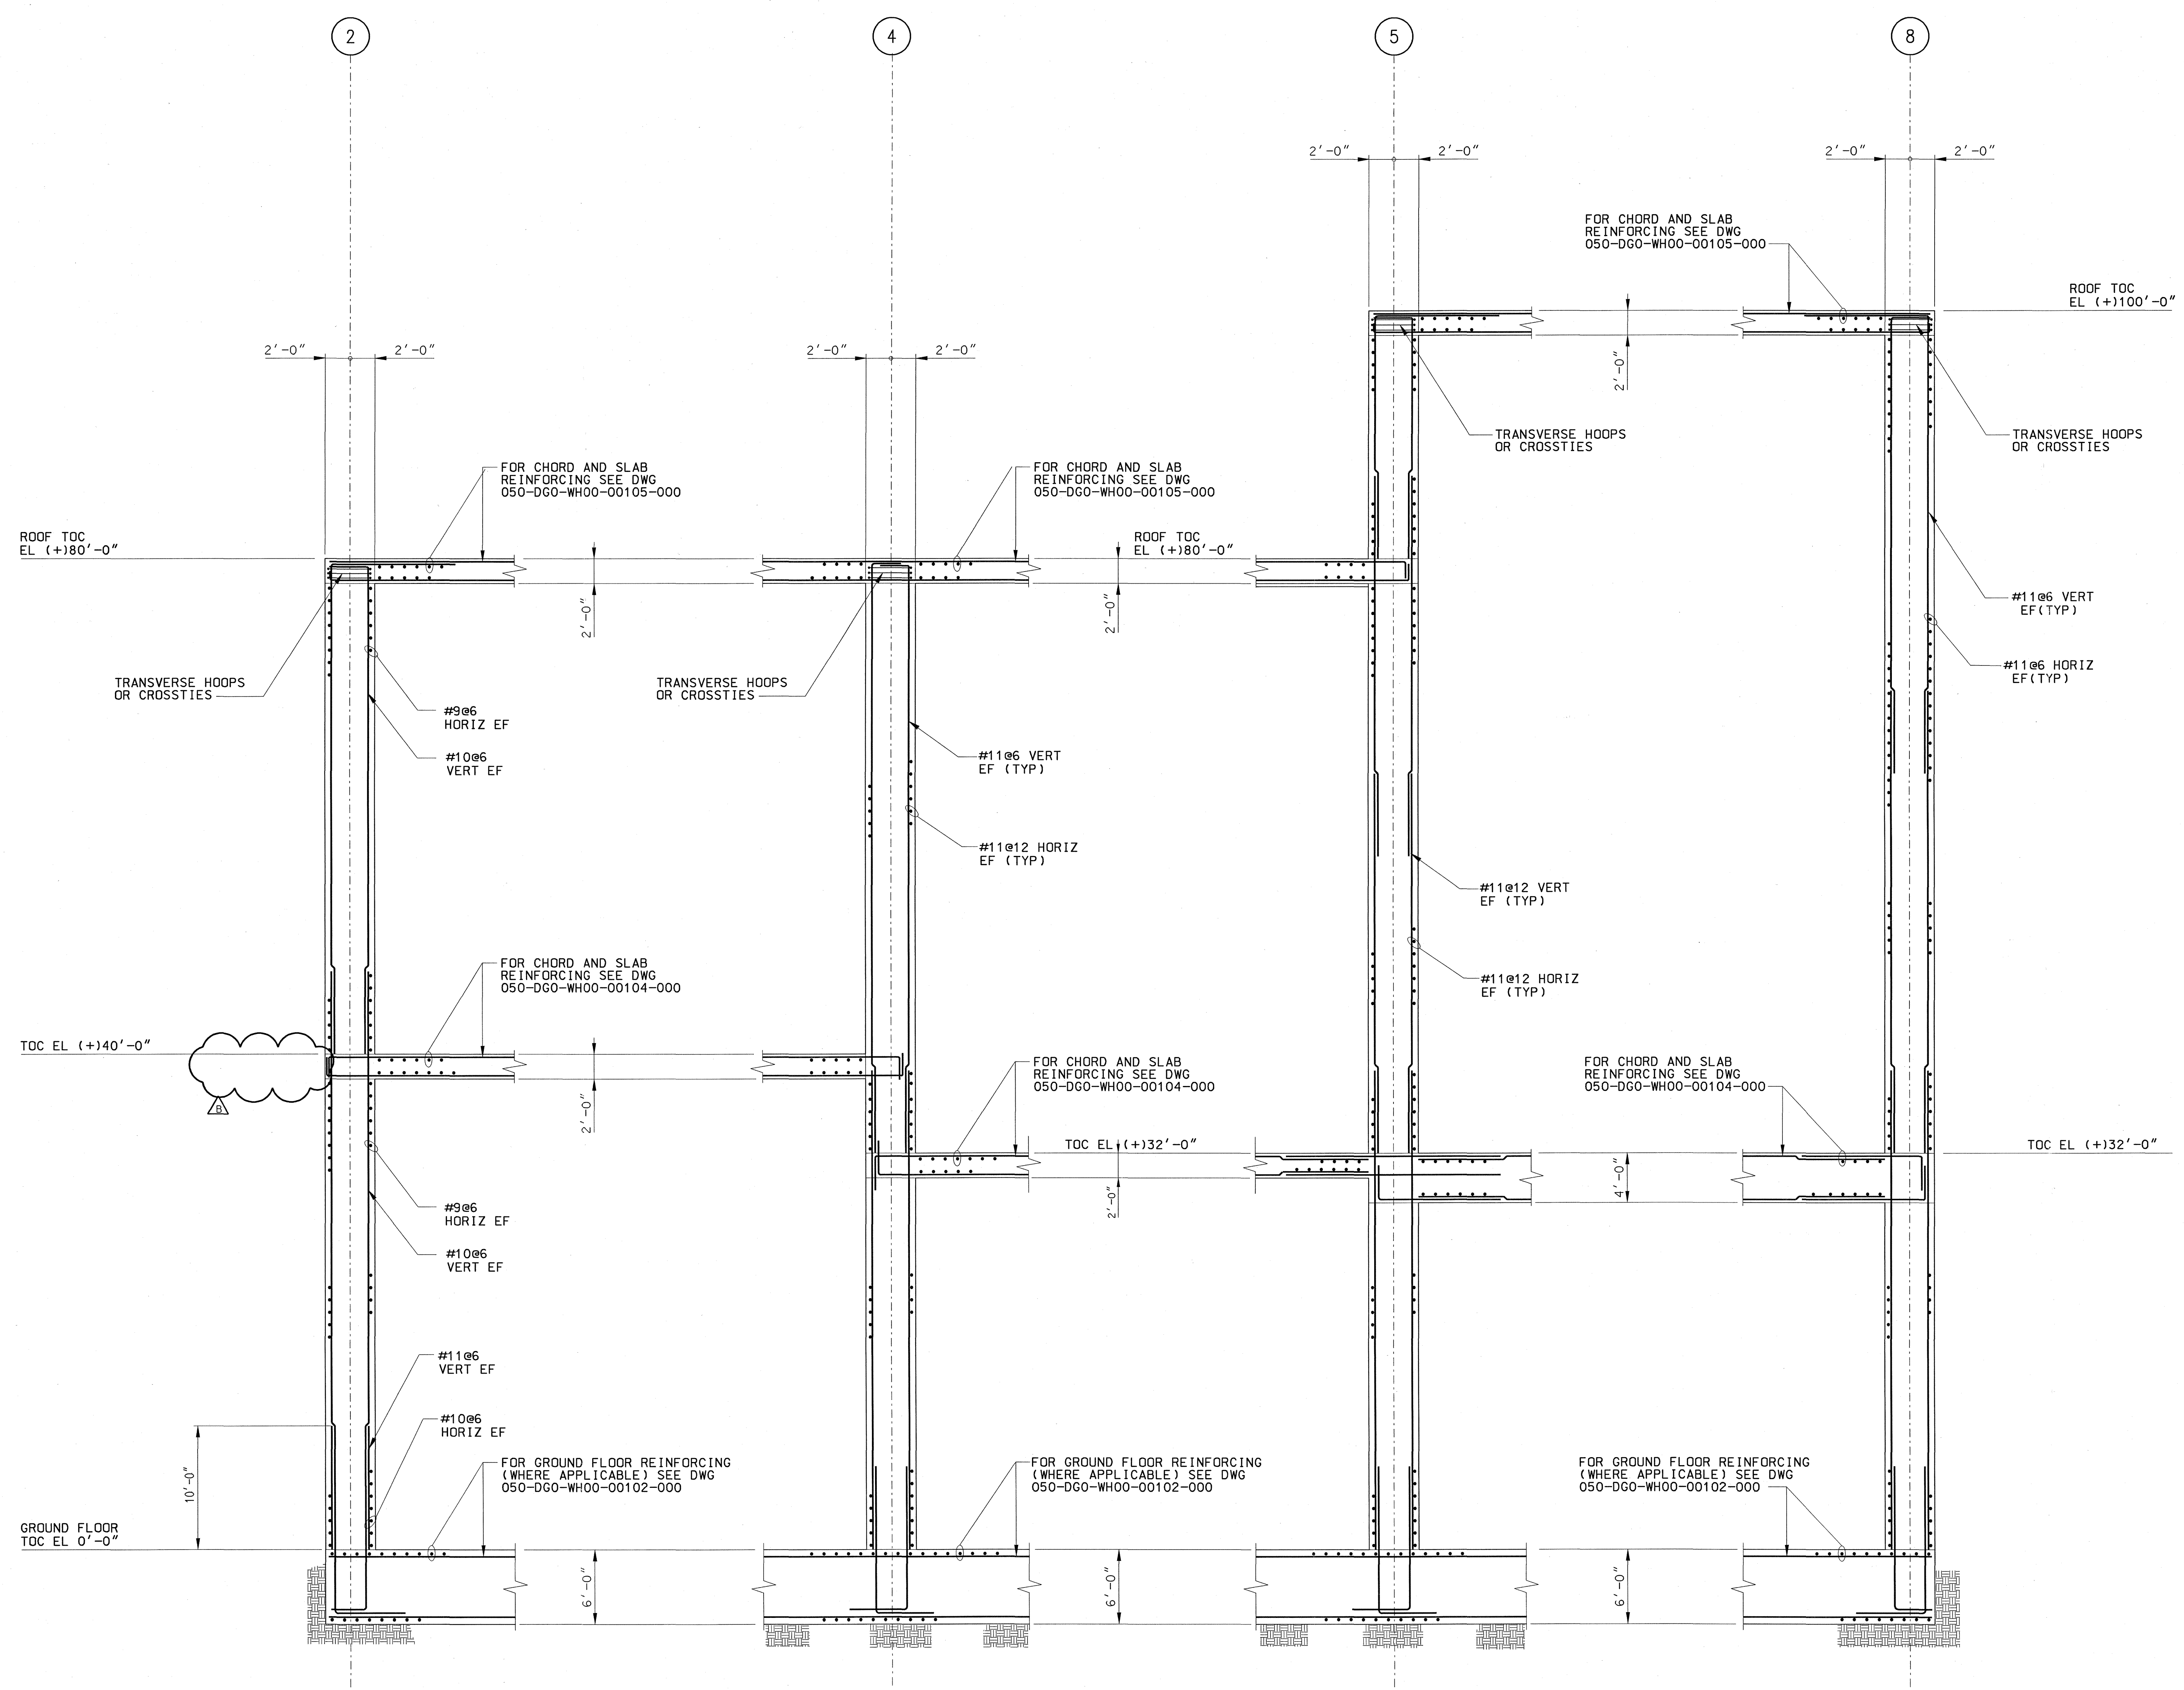 2
4
5
8
2'-0"
2'-0"
2'-0"
2'-0"
FOR CHORD AND SLAB
REINFORCING SEE DWG
050-DG0-WH00-00105-000
ROOF TOC
EL (+)100'-0"
2'-0"
2'-0"
2'-0"
2'-0"
2'-0"
TRANSVERSE HOOPS
OR CROSSTIES
TRANSVERSE HOOPS
OR CROSSTIES
FOR CHORD AND SLAB
REINFORCING SEE DWG
050-DG0-WH00-00105-000
FOR CHORD AND SLAB
REINFORCING SEE DWG
050-DG0-WH00-00105-000
ROOF TOC
EL (+)80'-0"
ROOF TOC
EL (+)80'-0"
2'-0"
2'-0"
#11@6 VERT
EF(TYP)
#11@6 HORIZ
EF(TYP)
TRANSVERSE HOOPS
OR CROSSTIES
TRANSVERSE HOOPS
OR CROSSTIES
#9@6
HORIZ EF
#10@6
VERT EF
#11@6 VERT
EF (TYP)
#11@12 HORIZ
EF (TYP)
#11@12 VERT
EF (TYP)
#11@12 HORIZ
EF (TYP)
FOR CHORD AND SLAB
REINFORCING SEE DWG
050-DG0-WH00-00104-000
TOC EL (+)40'-0"
B
2'-0"
FOR CHORD AND SLAB
REINFORCING SEE DWG
050-DG0-WH00-00104-000
FOR CHORD AND SLAB
REINFORCING SEE DWG
050-DG0-WH00-00104-000
TOC EL (+)32'-0"
TOC EL (+)32'-0"
2'-0"
4'-0"
#9@6
HORIZ EF
#10@6
VERT EF
#11@6
VERT EF
#10@6
HORIZ EF
10'-0"
FOR GROUND FLOOR REINFORCING
(WHERE APPLICABLE) SEE DWG
050-DG0-WH00-00102-000
FOR GROUND FLOOR REINFORCING
(WHERE APPLICABLE) SEE DWG
050-DG0-WH00-00102-000
FOR GROUND FLOOR REINFORCING
(WHERE APPLICABLE) SEE DWG
050-DG0-WH00-00102-000
GROUND FLOOR
TOC EL 0'-0"
6'-0"
6'-0"
6'-0"